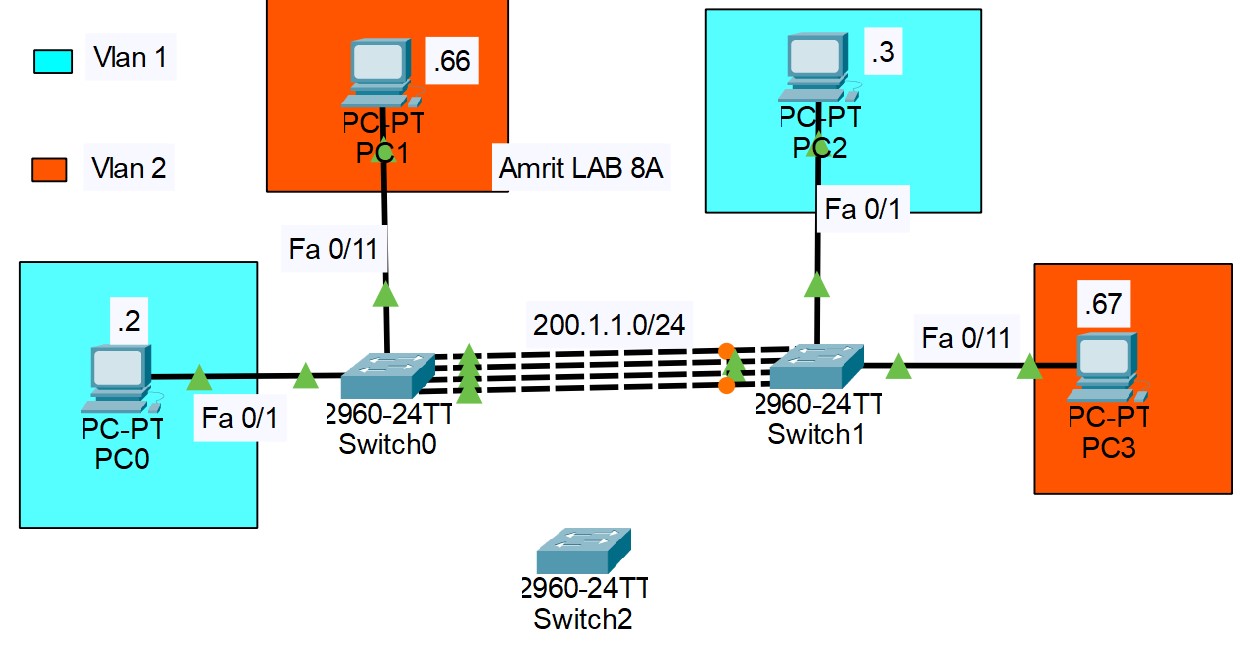 Vlan 1
Vlan 2
.66
PC-PT
PC1
Amrit LAB 8A
.3
PC-PT
PC2
Fa 0/1
Fa 0/11
.2
PC-PT
PC0
Fa 0/1
200.1.1.0/24
2960-24TT
Switch0
2960-24TT
Switch1
Fa 0/11
.67
PC-PT
PC3
2960-24TT
Switch2